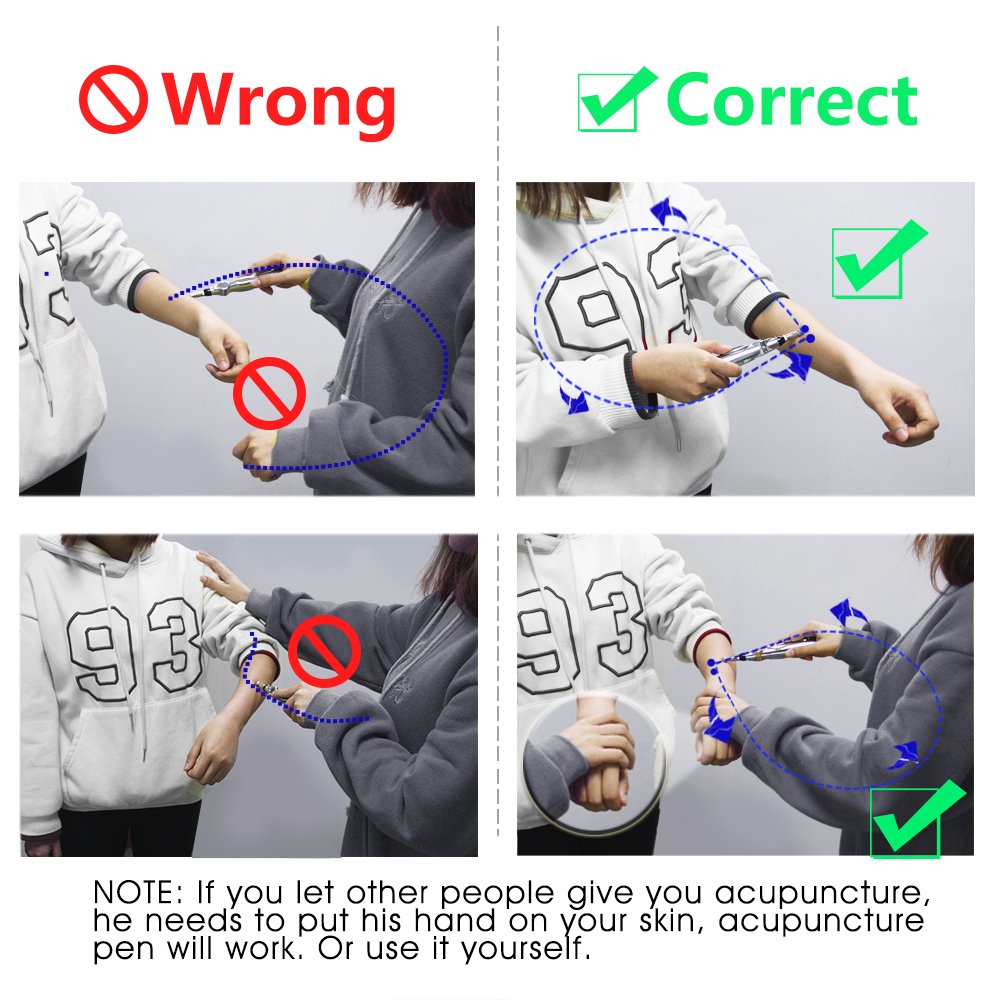 Wrong
Correct
93
93
93
93
NOTE: If you let other people give you acupuncture,
he needs to put his hand on your skin, acupuncture
pen will work. Or use it yourself.